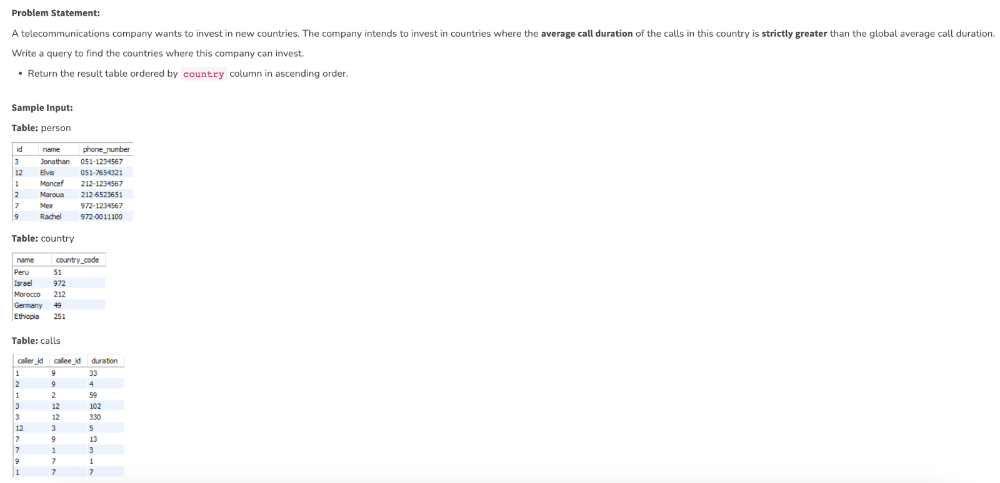 Problem Statement:
A telecommunications company wants to invest in new countries. The company intends to invest in countries where the average call duration of the calls in this country is strictly greater than the global average call duration.
Write a query to find the countries where this company can invest.
• Return the result table ordered by country column in ascending order.
Sample Input:
Table: person
id name phone_number
3 Jonathan 051-1234567
12 Elvis 051-7654321
1 Moncef 212-1234567
2 Maroua 212-6523651
7 Meir 972-1234567
9 Rachel 972-0011100
Table: country
name country_code
Peru 51
Israel 972
Morocco 212
Germany 49
Ethiopia 251
Table: calls
caller_id callee_id duration
1 9 33
2 9 4
1 2 59
3 12 102
3 12 330
12 3 5
7 9 13
7 1 3
9 7 1
1 7 7